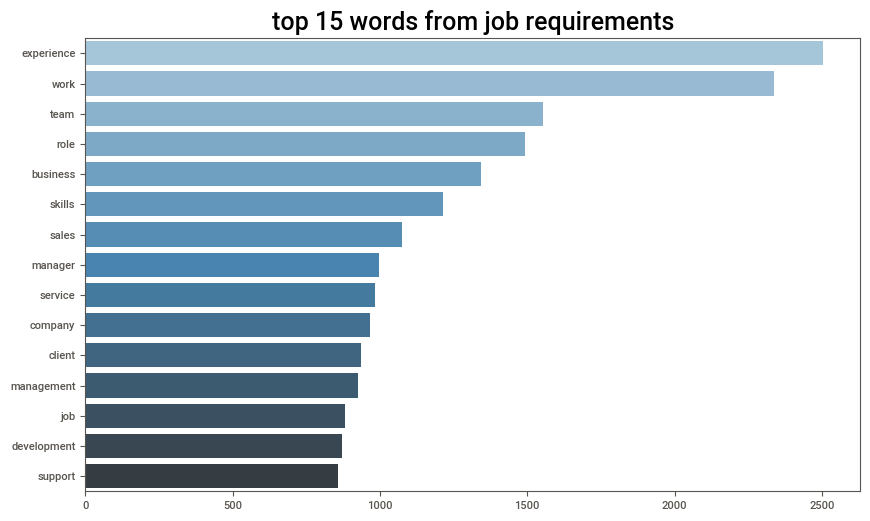 top 15 words from job requirements
experience
work
team
role
business
skills
sales
manager
service
company
client
management
job
development
support
0 500 1000 1500 2000 2500